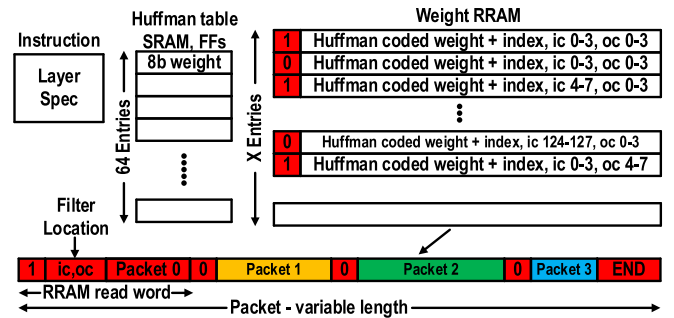 Huffman table
Weight RRAM
Instruction
SRAM, FFs
Layer
Spec
8b weight
64 Entries
X Entries
1 Huffman coded weight + index, ic 0-3, oc 0-3
0 Huffman coded weight + index, ic 0-3, oc 0-3
1 Huffman coded weight + index, ic 4-7, oc 0-3
0 Huffman coded weight + index, ic 124-127, oc 0-3
1 Huffman coded weight + index, ic 0-3, oc 4-7
Filter
Location
1 ic,oc Packet 0 0 Packet 1 0 Packet 2 0 Packet 3 END
RRAM read word
Packet - variable length